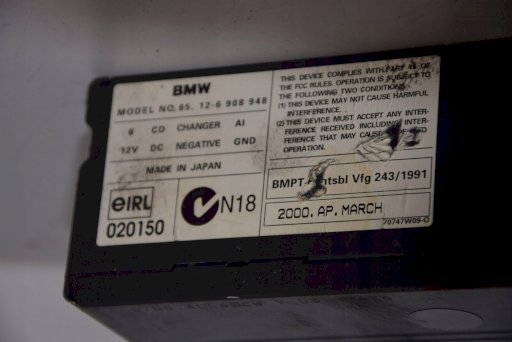 BMW
MODEL NO. 65. 12-6 908 948
6 CD CHANGER AI
12V DC NEGATIVE GND
MADE IN JAPAN
eIRL
020150
N18
THIS DEVICE COMPLIES WITH PART 15 OF
THE FCC RULES. OPERATION IS SUBJECT TO
THE FOLLOWING TWO CONDITIONS
(1) THIS DEVICE MAY NOT CAUSE HARMFUL
INTERFERENCE.
(2) THIS DEVICE MUST ACCEPT ANY INTER-
FERENCE RECEIVED INCLUDING INTER-
FERENCE THAT MAY CAUSE OF
OPERATION.
BMPT- Vfg 243/1991
2000. AP. MARCH
70747W09-0